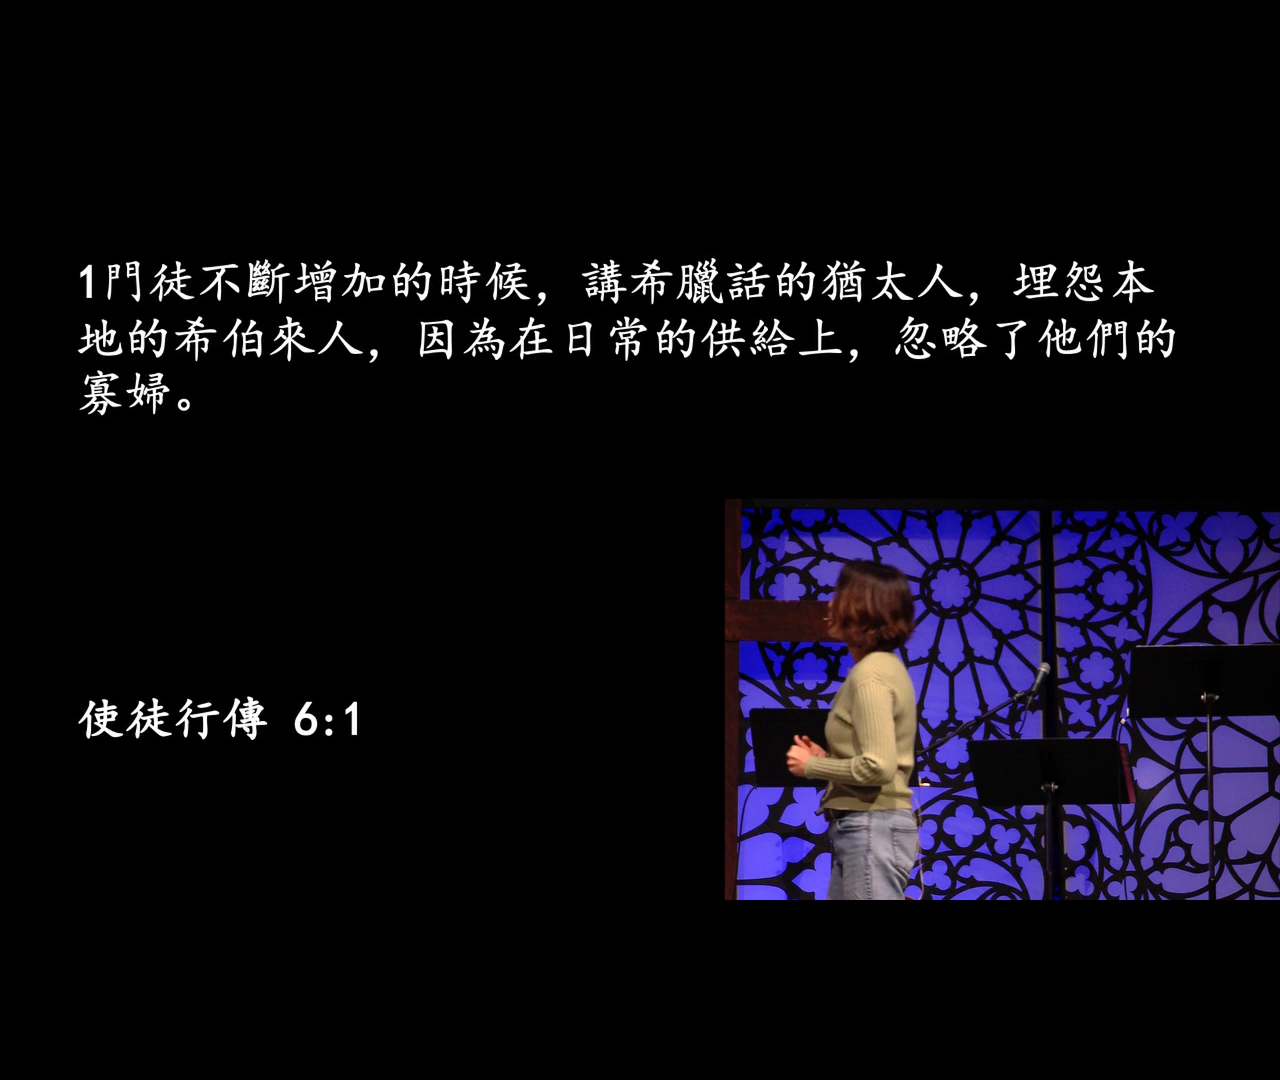 1門徒不斷增加的時候，講希臘話的猶太人，埋怨本
地的希伯來人，因為在日常的供給上，忽略了他們的
寡婦。
使徒行傳 6:1